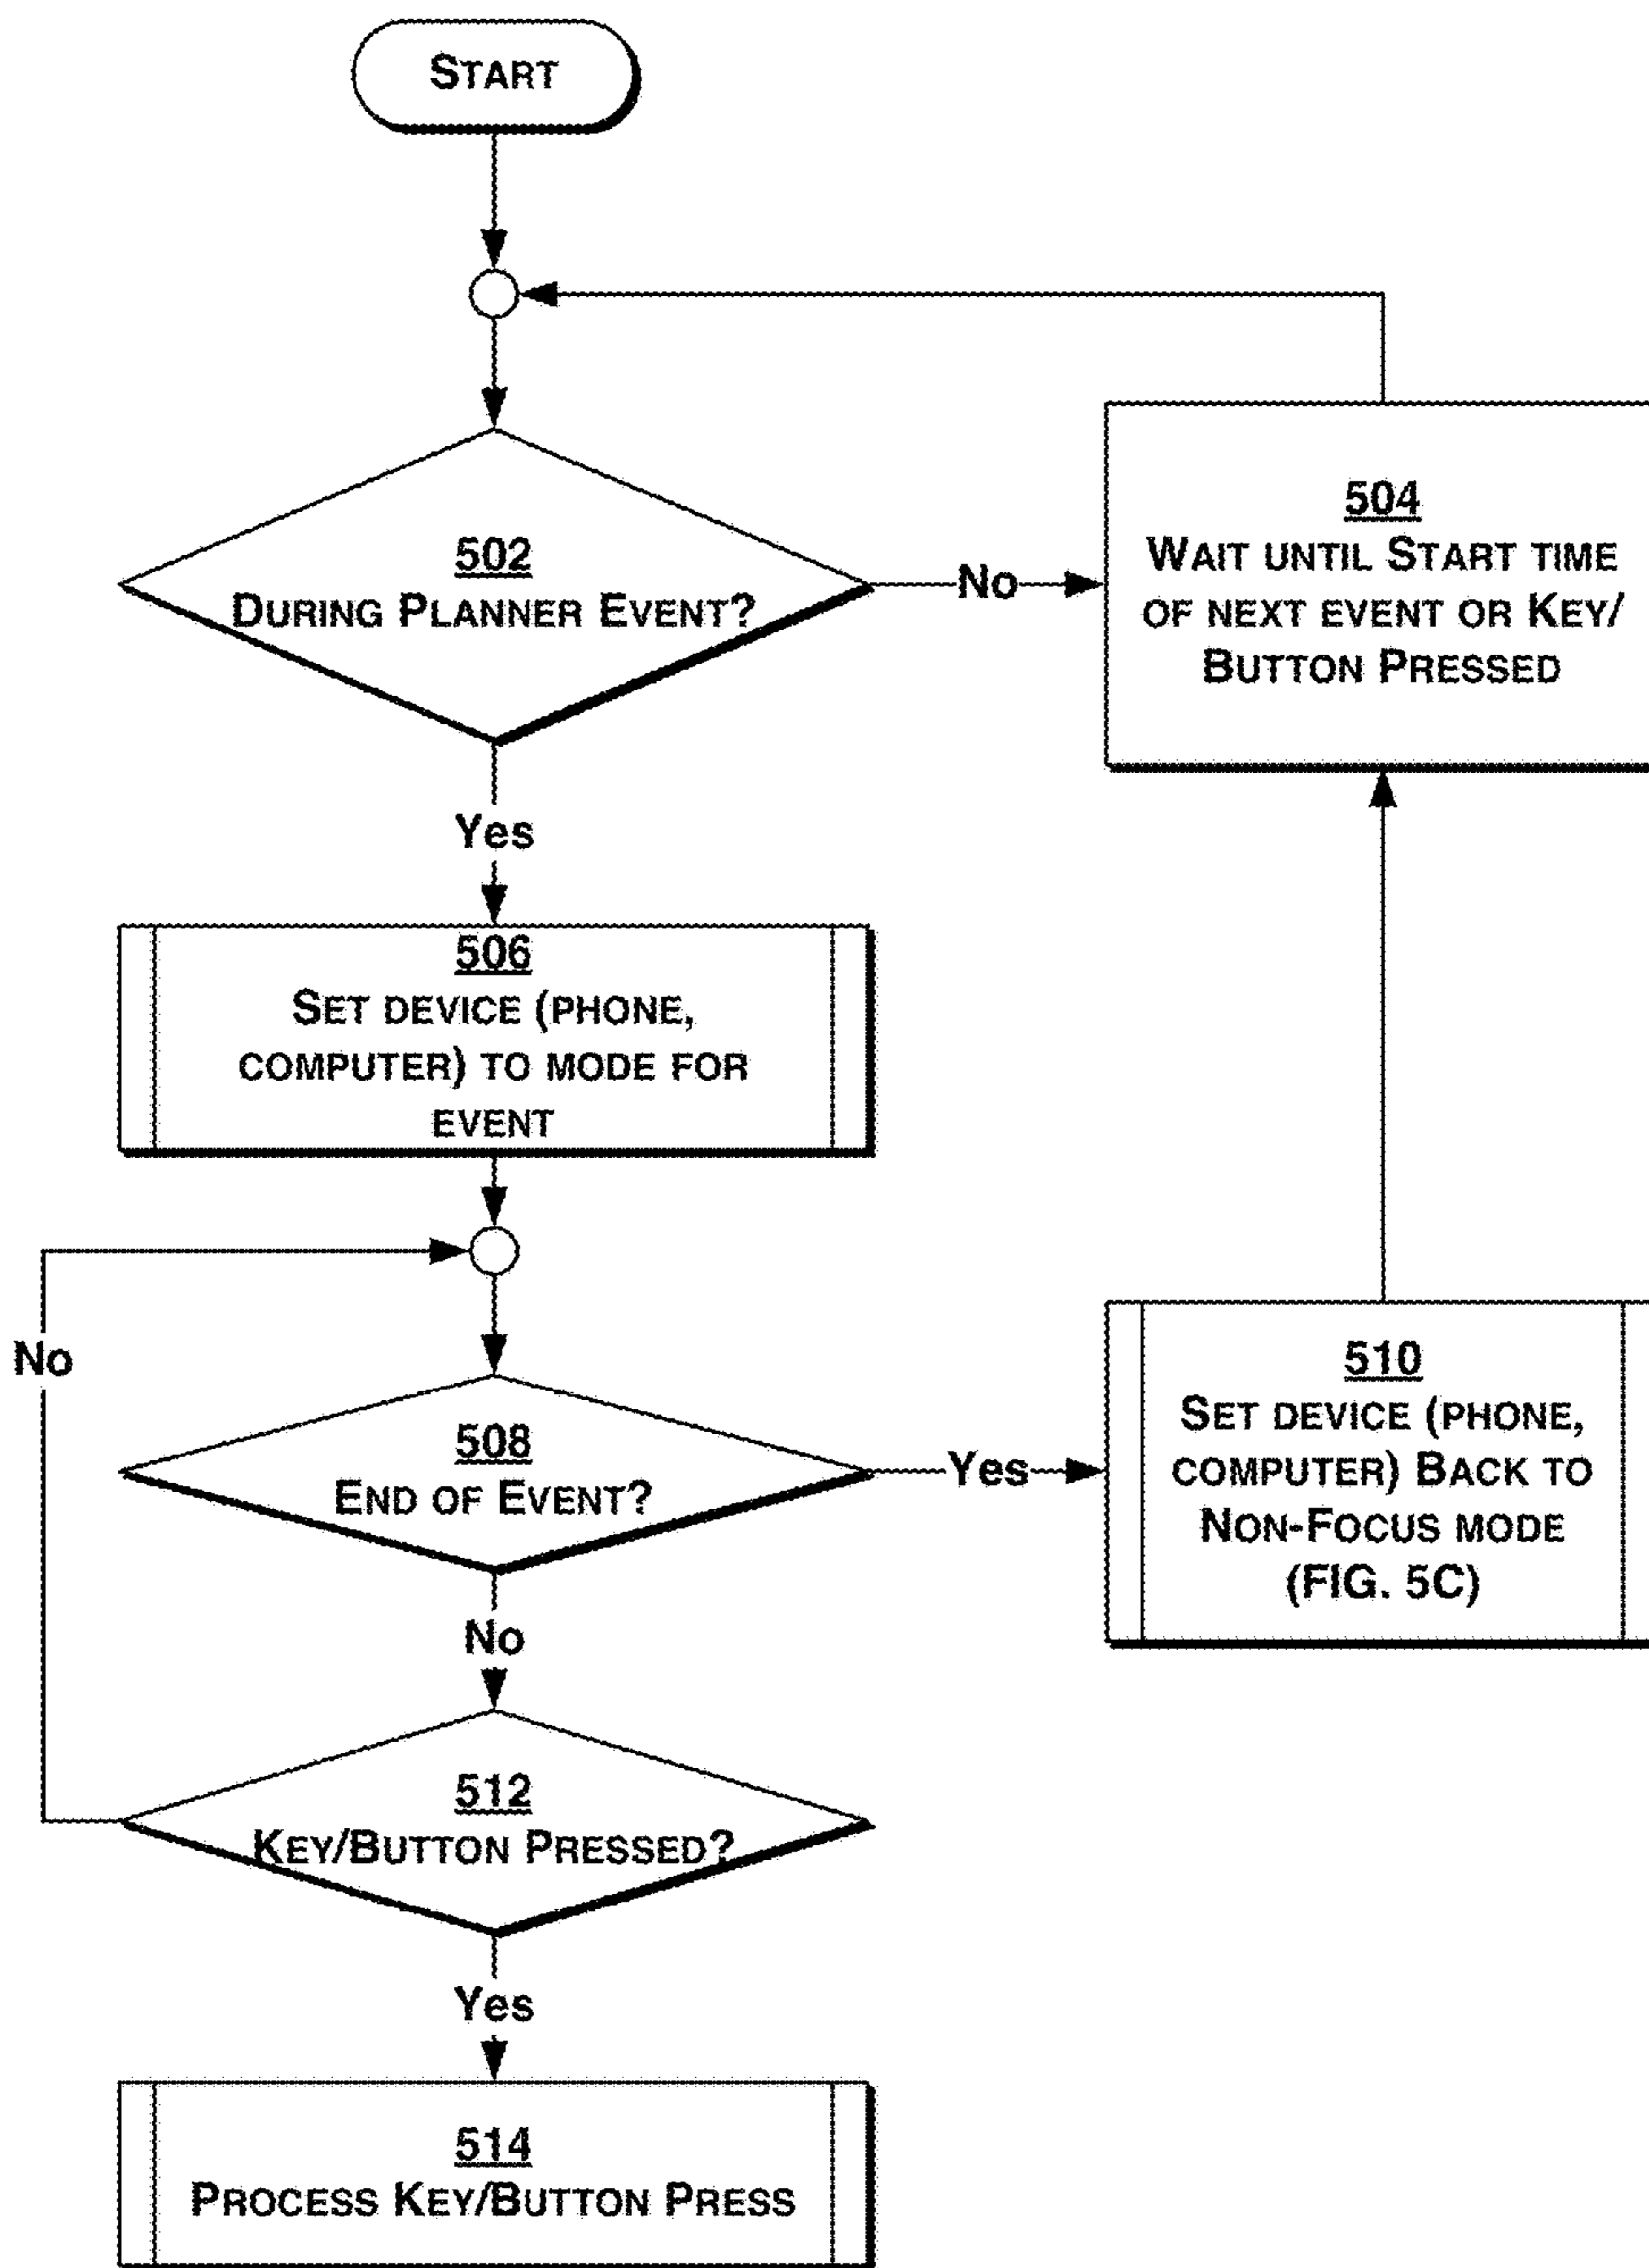 START
502
DURING PLANNER EVENT?
No
504
WAIT UNTIL START TIME
OF NEXT EVENT OR KEY/
BUTTON PRESSED
Yes
506
SET DEVICE (PHONE,
COMPUTER) TO MODE FOR
EVENT
No
508
END OF EVENT?
Yes
510
SET DEVICE (PHONE,
COMPUTER) BACK TO
NON-FOCUS MODE
(FIG. 5C)
No
512
KEY/BUTTON PRESSED?
Yes
514
PROCESS KEY/BUTTON PRESS